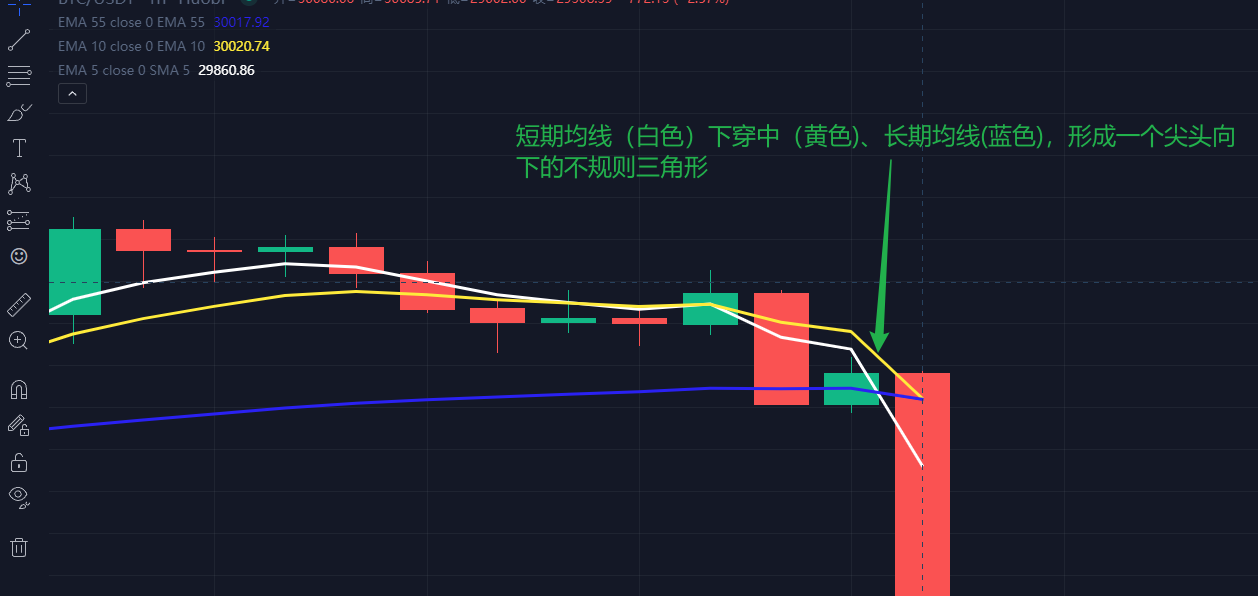 EMA 55 close 0 EMA 55 30017.92
EMA 10 close 0 EMA 10 30020.74
EMA 5 close 0 SMA 5 29860.86
短期均线（白色）下穿中（黄色)、长期均线(蓝色)，形成一个尖头向
下的不规则三角形